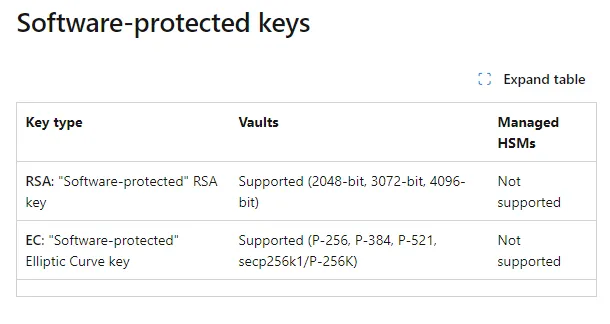 Software-protected keys
Expand table
Key type
Vaults
Managed
HSMs
RSA: "Software-protected" RSA
key
Supported (2048-bit, 3072-bit, 4096-
bit)
Not
supported
EC: "Software-protected"
Elliptic Curve key
Supported (P-256, P-384, P-521,
secp256k1/P-256K)
Not
supported